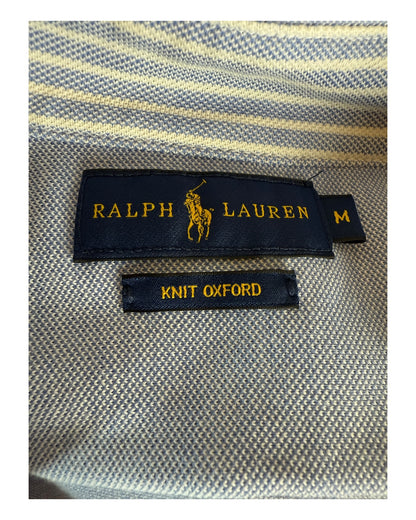 RALPH LAUREN
M
KNIT OXFORD